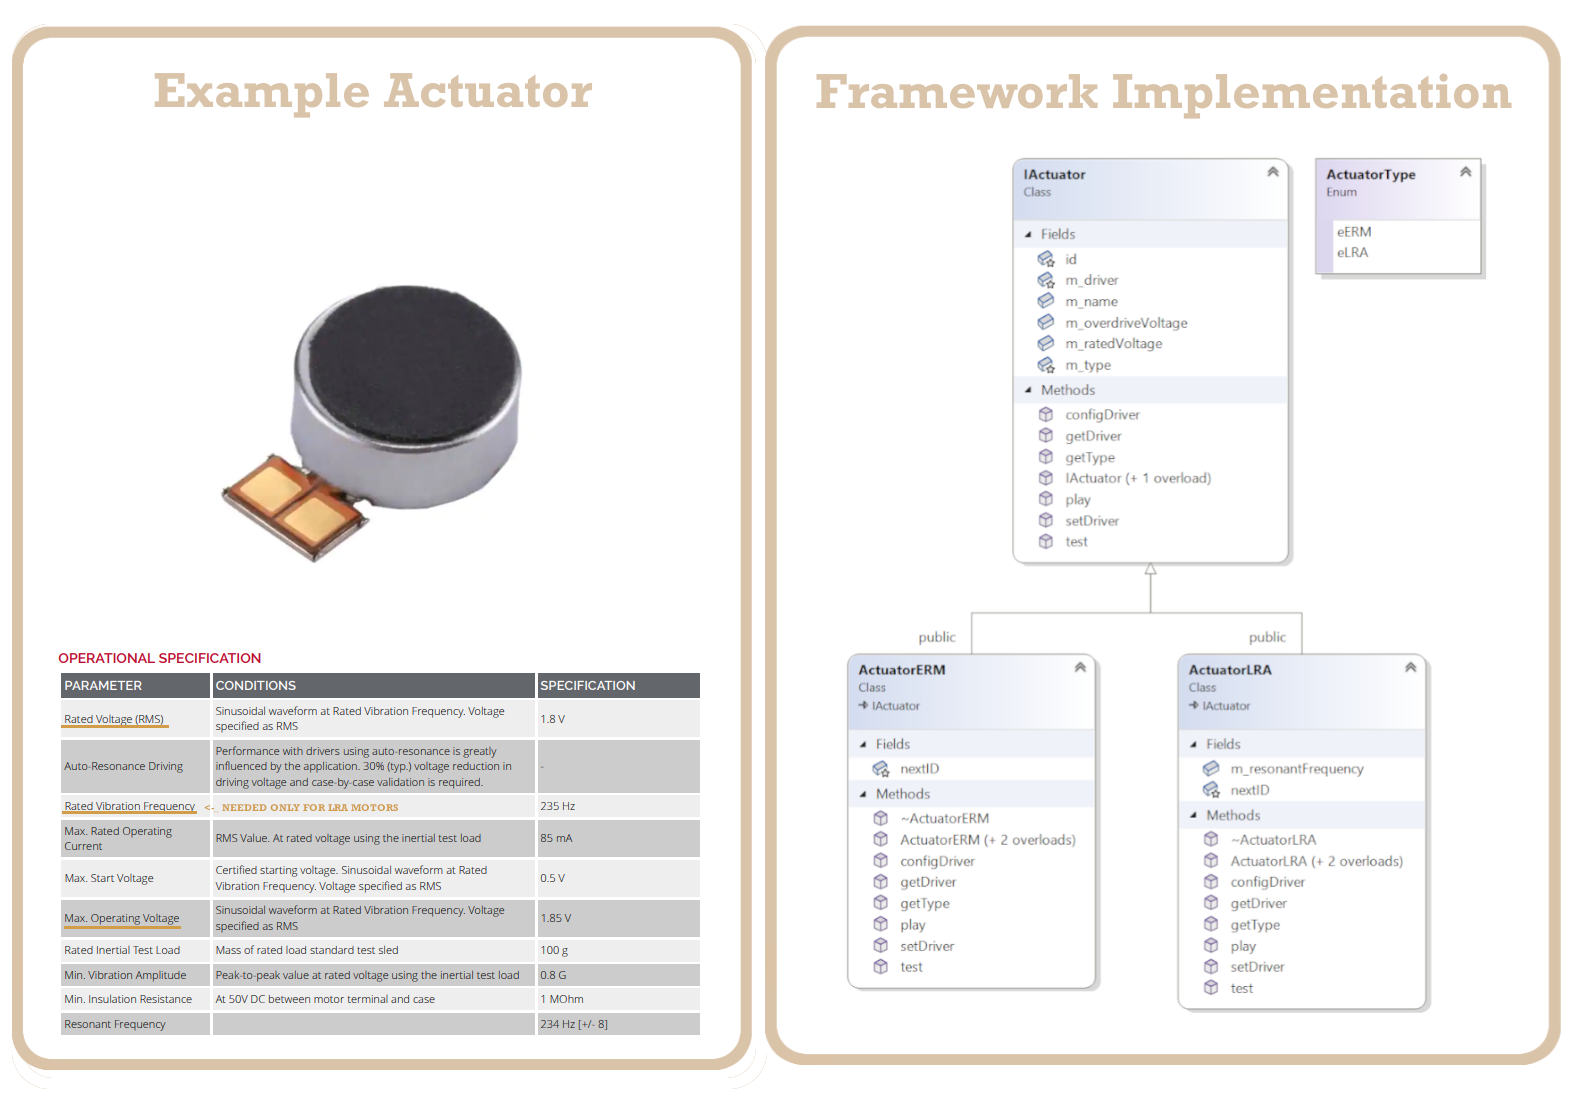 Example Actuator
OPERATIONAL SPECIFICATION
PARAMETER CONDITIONS SPECIFICATION
Rated Voltage (RMS) Sinusoidal waveform at Rated Vibration Frequency. Voltage
specified as RMS 1.8 V
Auto-Resonance Driving Performance with drivers using auto-resonance is greatly
influenced by the application. 30% (typ.) voltage reduction in
driving voltage and case-by-case validation is required. -
Rated Vibration Frequency <- NEEDED ONLY FOR LRA MOTORS 235 Hz
Max. Rated Operating
Current RMS Value. At rated voltage using the inertial test load 85 mA
Max. Start Voltage Certified starting voltage. Sinusoidal waveform at Rated
Vibration Frequency. Voltage specified as RMS 0.5 V
Max. Operating Voltage Sinusoidal waveform at Rated Vibration Frequency. Voltage
specified as RMS 1.85 V
Rated Inertial Test Load Mass of rated load standard test sled 100 g
Min. Vibration Amplitude Peak-to-peak value at rated voltage using the inertial test load 0.8 G
Min. Insulation Resistance At 50V DC between motor terminal and case 1 MOhm
Resonant Frequency 234 Hz [+/- 8]
Framework Implementation
IActuator
Class
Fields
id
m_driver
m_name
m_overdriveVoltage
m_ratedVoltage
m_type
Methods
configDriver
getDriver
getType
IActuator (+ 1 overload)
play
setDriver
test
ActuatorType
Enum
eERM
eLRA
public
ActuatorERM
Class
IActuator
Fields
nextID
Methods
~ActuatorERM
ActuatorERM (+ 2 overloads)
configDriver
getDriver
getType
play
setDriver
test
public
ActuatorLRA
Class
IActuator
Fields
m_resonantFrequency
nextID
Methods
~ActuatorLRA
ActuatorLRA (+ 2 overloads)
configDriver
getDriver
getType
play
setDriver
test